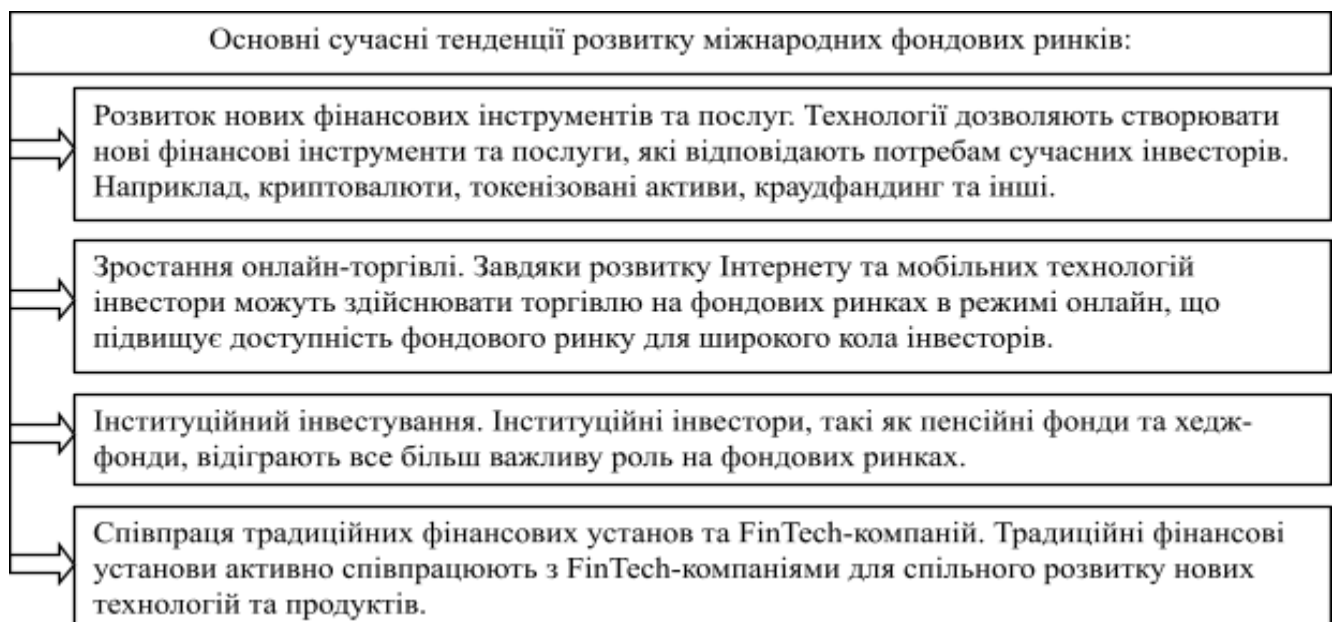 Основні сучасні тенденції розвитку міжнародних фондових ринків:
Розвиток нових фінансових інструментів та послуг. Технології дозволяють створювати
нові фінансові інструменти та послуги, які відповідають потребам сучасних інвесторів.
Наприклад, криптовалюти, токенізовані активи, краудфандинг та інші.
Зростання онлайн-торгівлі. Завдяки розвитку Інтернету та мобільних технологій
інвестори можуть здійснювати торгівлю на фондових ринках в режимі онлайн, що
підвищує доступність фондового ринку для широкого кола інвесторів.
Інституційний інвестування. Інституційні інвестори, такі як пенсійні фонди та хедж-
фонди, відіграють все більш важливу роль на фондових ринках.
Співпраця традиційних фінансових установ та FinTech-компаній. Традиційні фінансові
установи активно співпрацюють з FinTech-компаніями для спільного розвитку нових
технологій та продуктів.